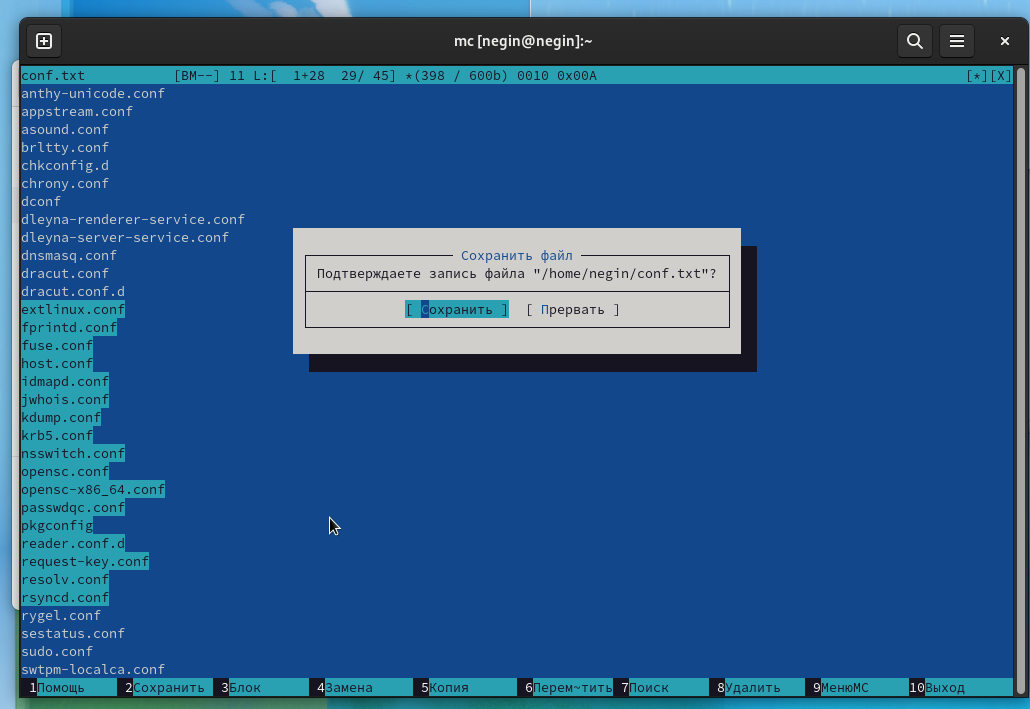 mc [negin@negin]:~
conf.txt [BM--] 11 L:[ 1+28 29/ 45] *(398 / 600b) 0010 0x00A [*][X]
anthy-unicode.conf
appstream.conf
asound.conf
brltty.conf
chkconfig.d
chrony.conf
dconf
dleyna-renderer-service.conf
dleyna-server-service.conf
dnsmasq.conf
dracut.conf
dracut.conf.d
extlinux.conf
fprintd.conf
fuse.conf
host.conf
idmapd.conf
jwhois.conf
kdump.conf
krb5.conf
nsswitch.conf
opensc.conf
opensc-x86_64.conf
passwdqc.conf
pkgconfig
reader.conf.d
request-key.conf
resolv.conf
rsyncd.conf
rygel.conf
sestatus.conf
sudo.conf
swtpm-localca.conf
Сохранить файл
Подтверждаете запись файла "/home/negin/conf.txt"?
[ Сохранить ] [ Прервать ]
1Помощь 2Сохранить 3Блок 4Замена 5Копия 6Перем~тить 7Поиск 8Удалить 9МенюMC 10Выход